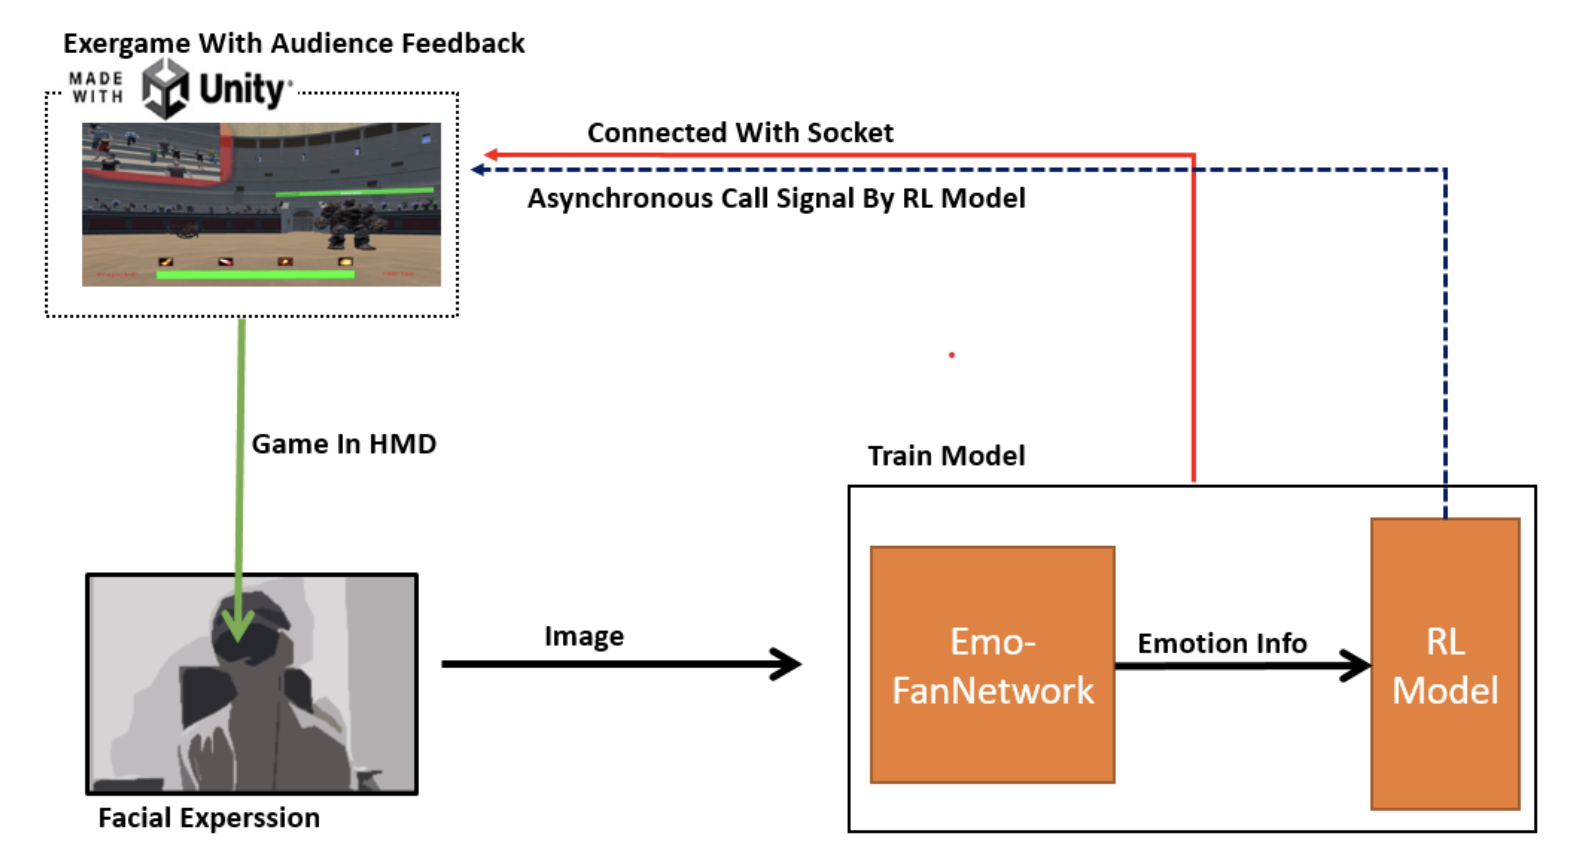 Exergame With Audience Feedback
MADE
WITH
Unity
Connected With Socket
Asynchronous Call Signal By RL Model
Game In HMD
Train Model
Image
Emo-
FanNetwork
Emotion Info
RL
Model
Facial Experssion